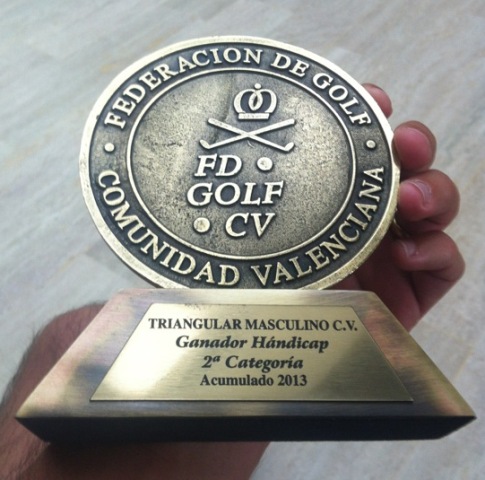 FEDERACION DE GOLF
FD
GOLF
CV
COMUNIDAD VALENCIANA
TRIANGULAR MASCULINO C.V.
Ganador Hándicap
2ª Categoría
Acumulado 2013